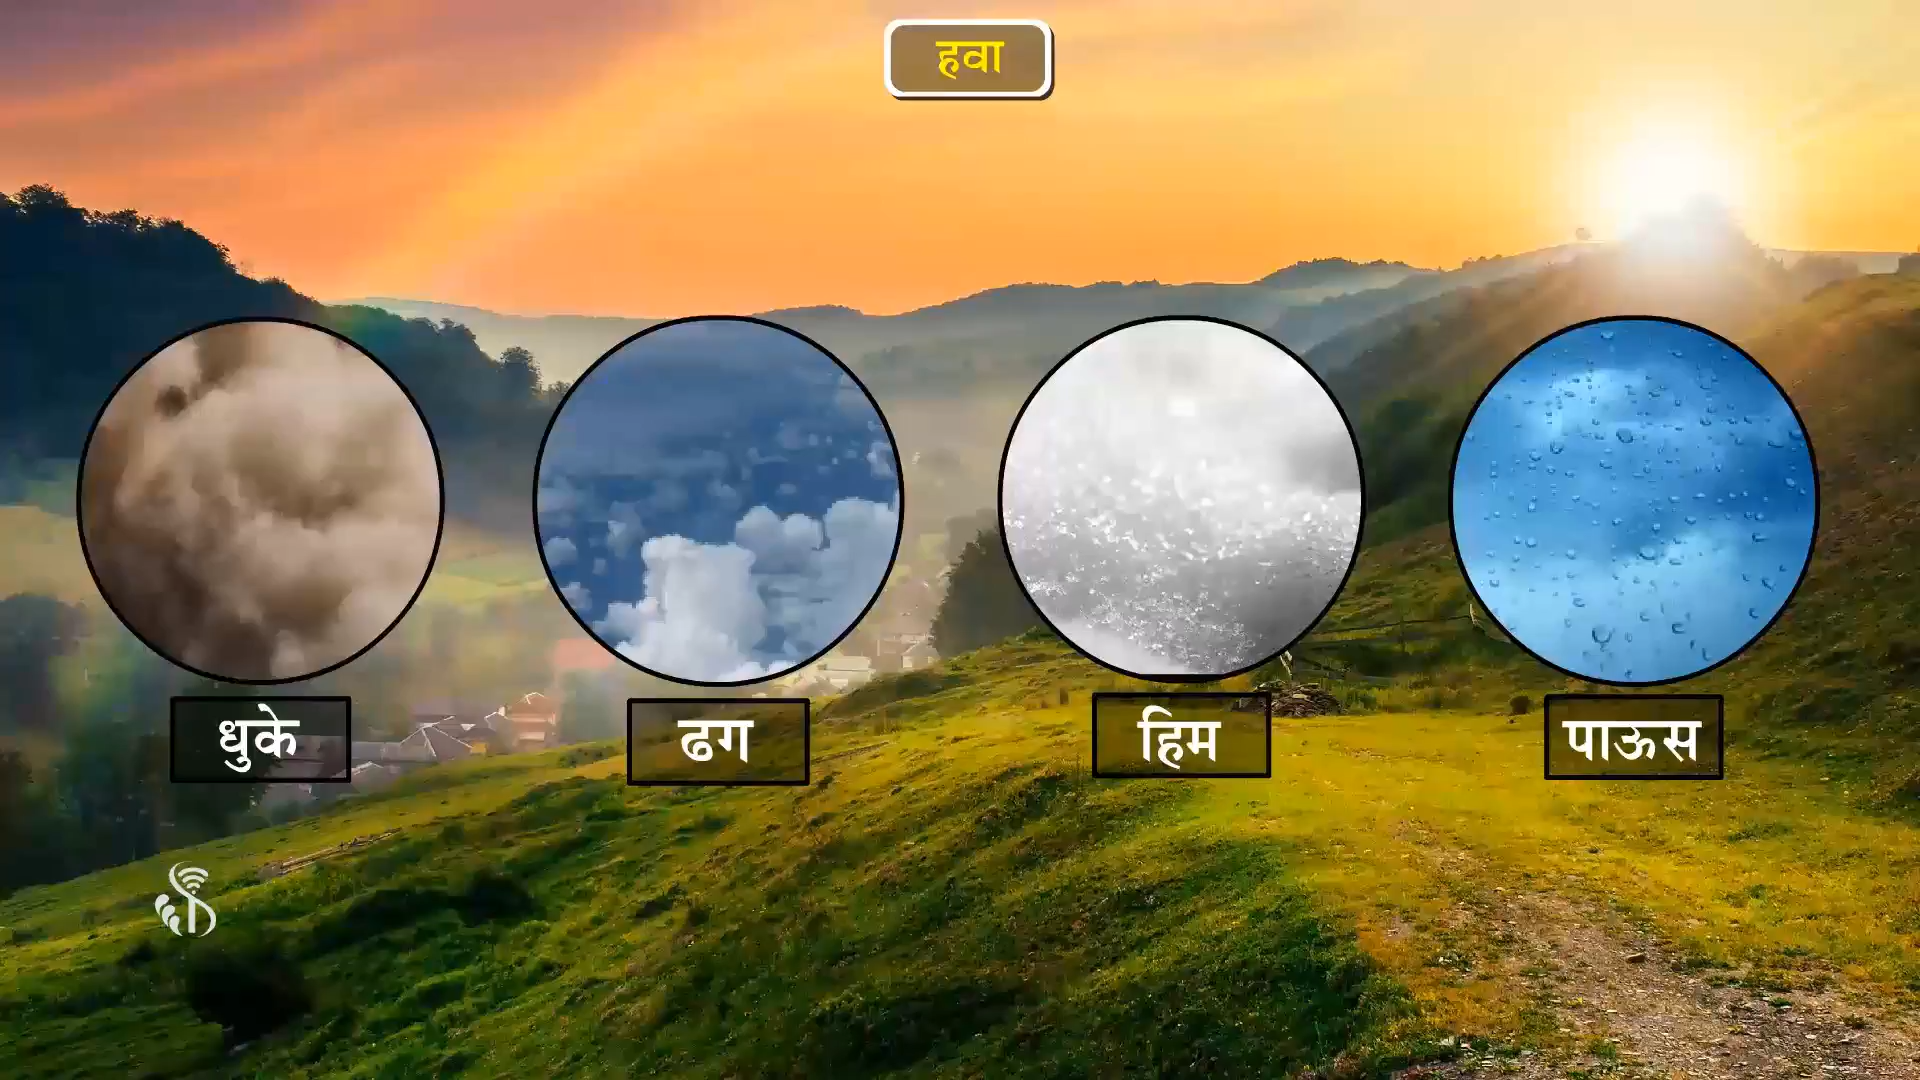 हवा
धुके
ढग
हिम
पाऊस